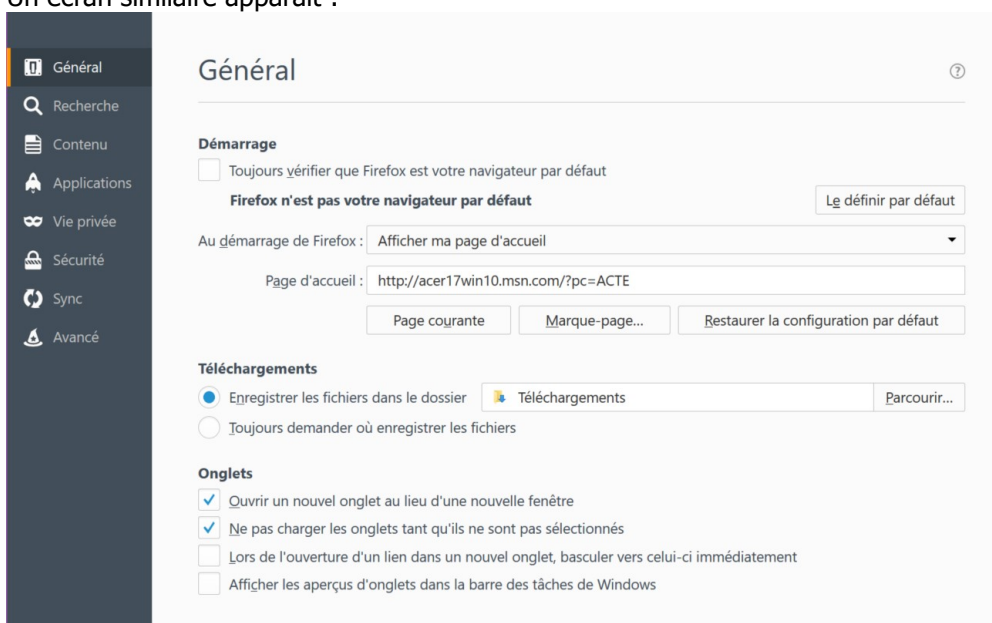 Un écran similaire apparaît :
Général
Général
Recherche
Contenu
Applications
Vie privée
Sécurité
Sync
Avancé
Démarrage
Toujours vérifier que Firefox est votre navigateur par défaut
Firefox n'est pas votre navigateur par défaut
Le définir par défaut
Au démarrage de Firefox : Afficher ma page d'accueil
Page d'accueil : http://acer17win10.msn.com/?pc=ACTE
Page courante Marque-page... Restaurer la configuration par défaut
Téléchargements
Enregistrer les fichiers dans le dossier Téléchargements Parcourir...
Toujours demander où enregistrer les fichiers
Onglets
Ouvrir un nouvel onglet au lieu d'une nouvelle fenêtre
Ne pas charger les onglets tant qu'ils ne sont pas sélectionnés
Lors de l'ouverture d'un lien dans un nouvel onglet, basculer vers celui-ci immédiatement
Afficher les aperçus d'onglets dans la barre des tâches de Windows